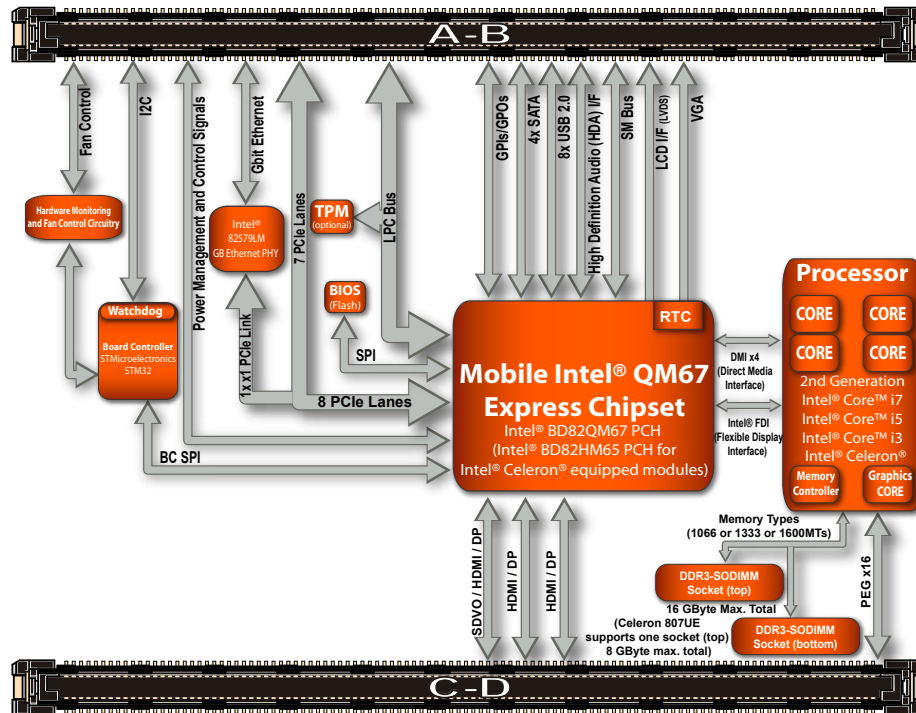 A-B
Fan Control
I2C
Power Management and Control Signals
Gbit Ethernet
7 PCIe Lanes
LPC Bus
GPIs/GPOs
4x SATA
8x USB 2.0
High Definition Audio (HDA) I/F
SM Bus
LCD I/F (LVDS)
VGA
Hardware Monitoring
and Fan Control Circuitry
Intel®
82579LM
GB Ethernet PHY
TPM
(optional)
BIOS
(Flash)
SPI
Watchdog
Board Controller
STMicroelectronics
STM32
1x x1 PCIe Link
8 PCIe Lanes
BC SPI
RTC
Mobile Intel® QM67
Express Chipset
Intel® BD82QM67 PCH
(Intel® BD82HM65 PCH for
Intel® Celeron® equipped modules)
DMI x4
(Direct Media
Interface)
Intel® FDI
(Flexible Display
Interface)
Processor
CORE
CORE
CORE
CORE
2nd Generation
Intel® Core™ i7
Intel® Core™ i5
Intel® Core™ i3
Intel® Celeron®
Memory
Controller
Graphics
CORE
Memory Types
(1066 or 1333 or 1600MTs)
DDR3-SODIMM
Socket (top)
16 GByte Max. Total
(Celeron 807UE
supports one socket (top)
8 GByte max. total)
DDR3-SODIMM
Socket (bottom)
PEG x16
SDVO / HDMI / DP
HDMI / DP
HDMI / DP
C-D